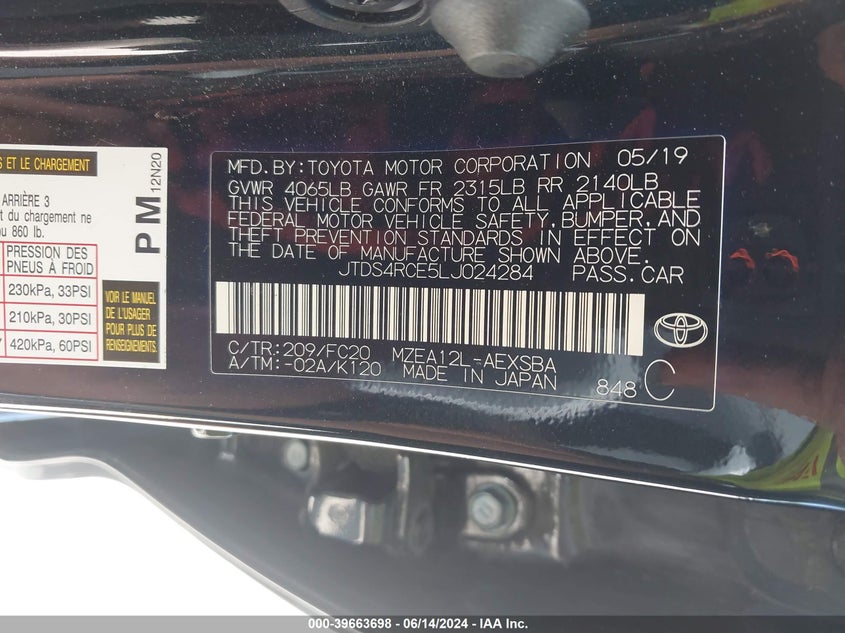 S ET LE CHARGEMENT
ARRIÈRE 3
du chargement ne
ou 860 lb.
PRESSION DES
PNEUS À FROID
230kPa, 33PSI
210kPa, 30PSI
420kPa, 60PSI
VOIR LE MANUEL
DE L'USAGER
POUR PLUS DE
RENSEIGNEMENTS
PM
12N20
MFD.BY:TOYOTA MOTOR CORPORATION 05/19
GVWR 4065LB GAWR FR 2315LB RR 2140LB
THIS VEHICLE CONFORMS TO ALL APPLICABLE
FEDERAL MOTOR VEHICLE SAFETY,BUMPER,AND
THEFT PREVENTION STANDARDS IN EFFECT ON
THE DATE OF MANUFACTURE SHOWN ABOVE.
JTDS4RCE5LJ024284 PASS.CAR
C/TR:209/FC20 MZEA12L-AEXSBA
A/TM:-02A/K120 MADE IN JAPAN
848 C
000-39663698 - 06/14/2024 - IAA Inc.